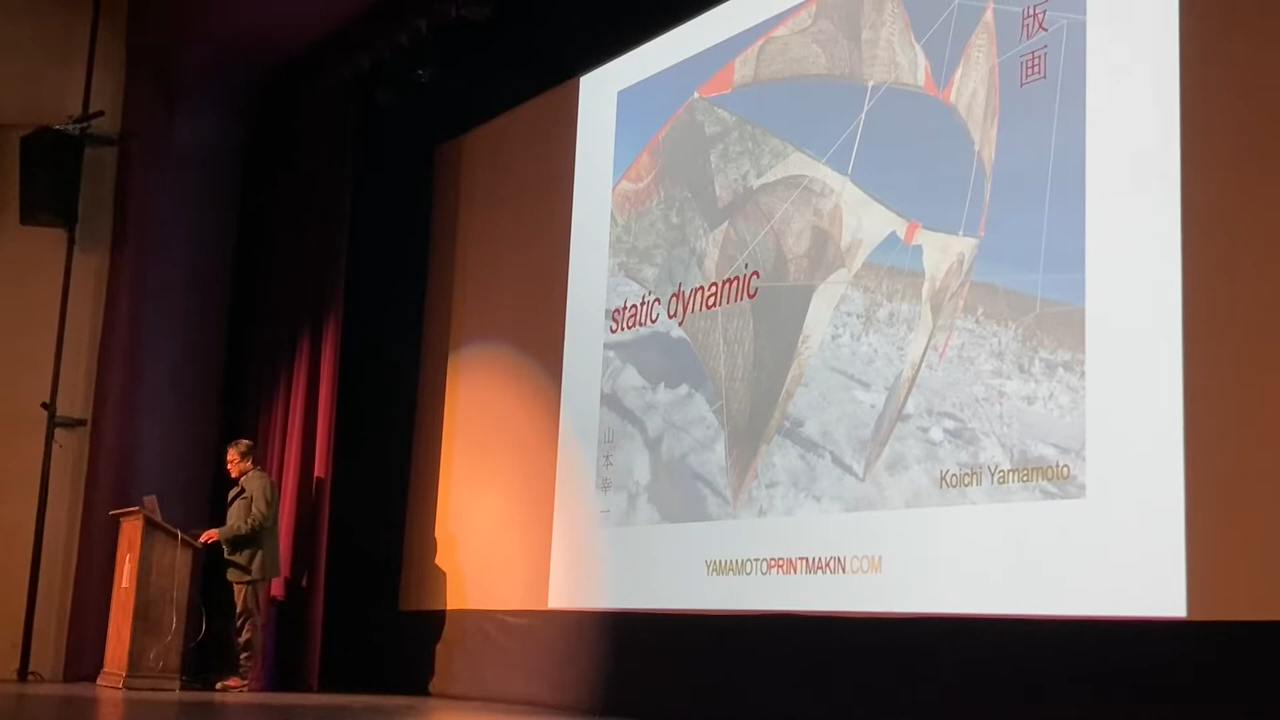 版画
static dynamic
山本幸一
Koichi Yamamoto
YAMAMOTOPRINTMAKIN.COM